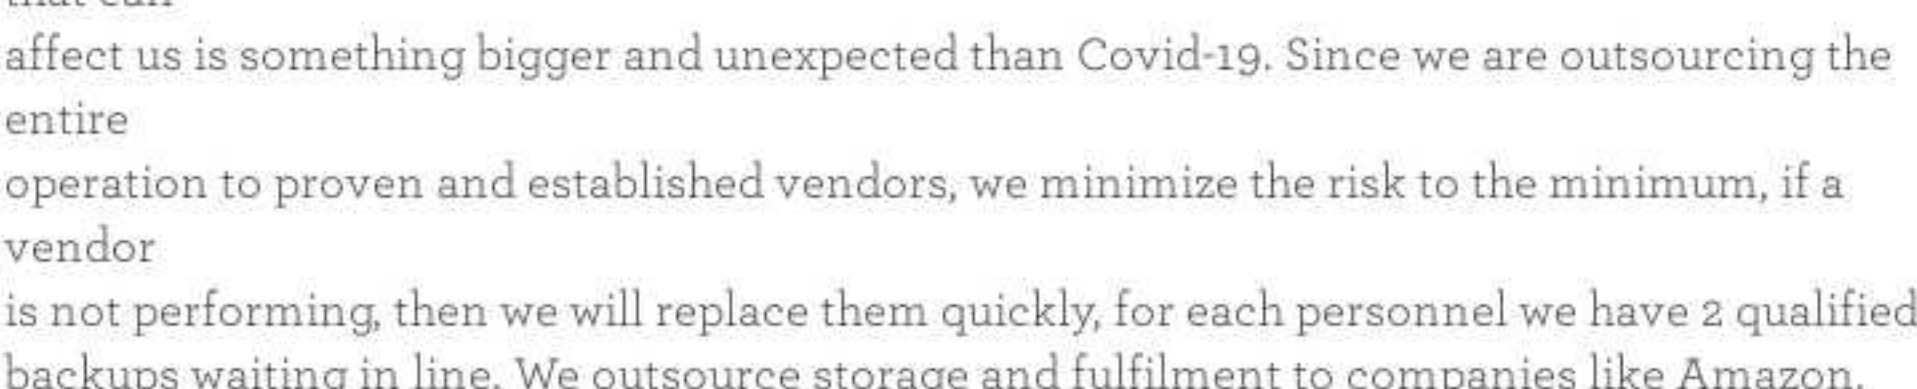 that can
affect us is something bigger and unexpected than Covid-19. Since we are outsourcing the
entire
operation to proven and established vendors, we minimize the risk to the minimum, if a
vendor
is not performing, then we will replace them quickly, for each personnel we have 2 qualified
backups waiting in line. We outsource storage and fulfilment to companies like Amazon,